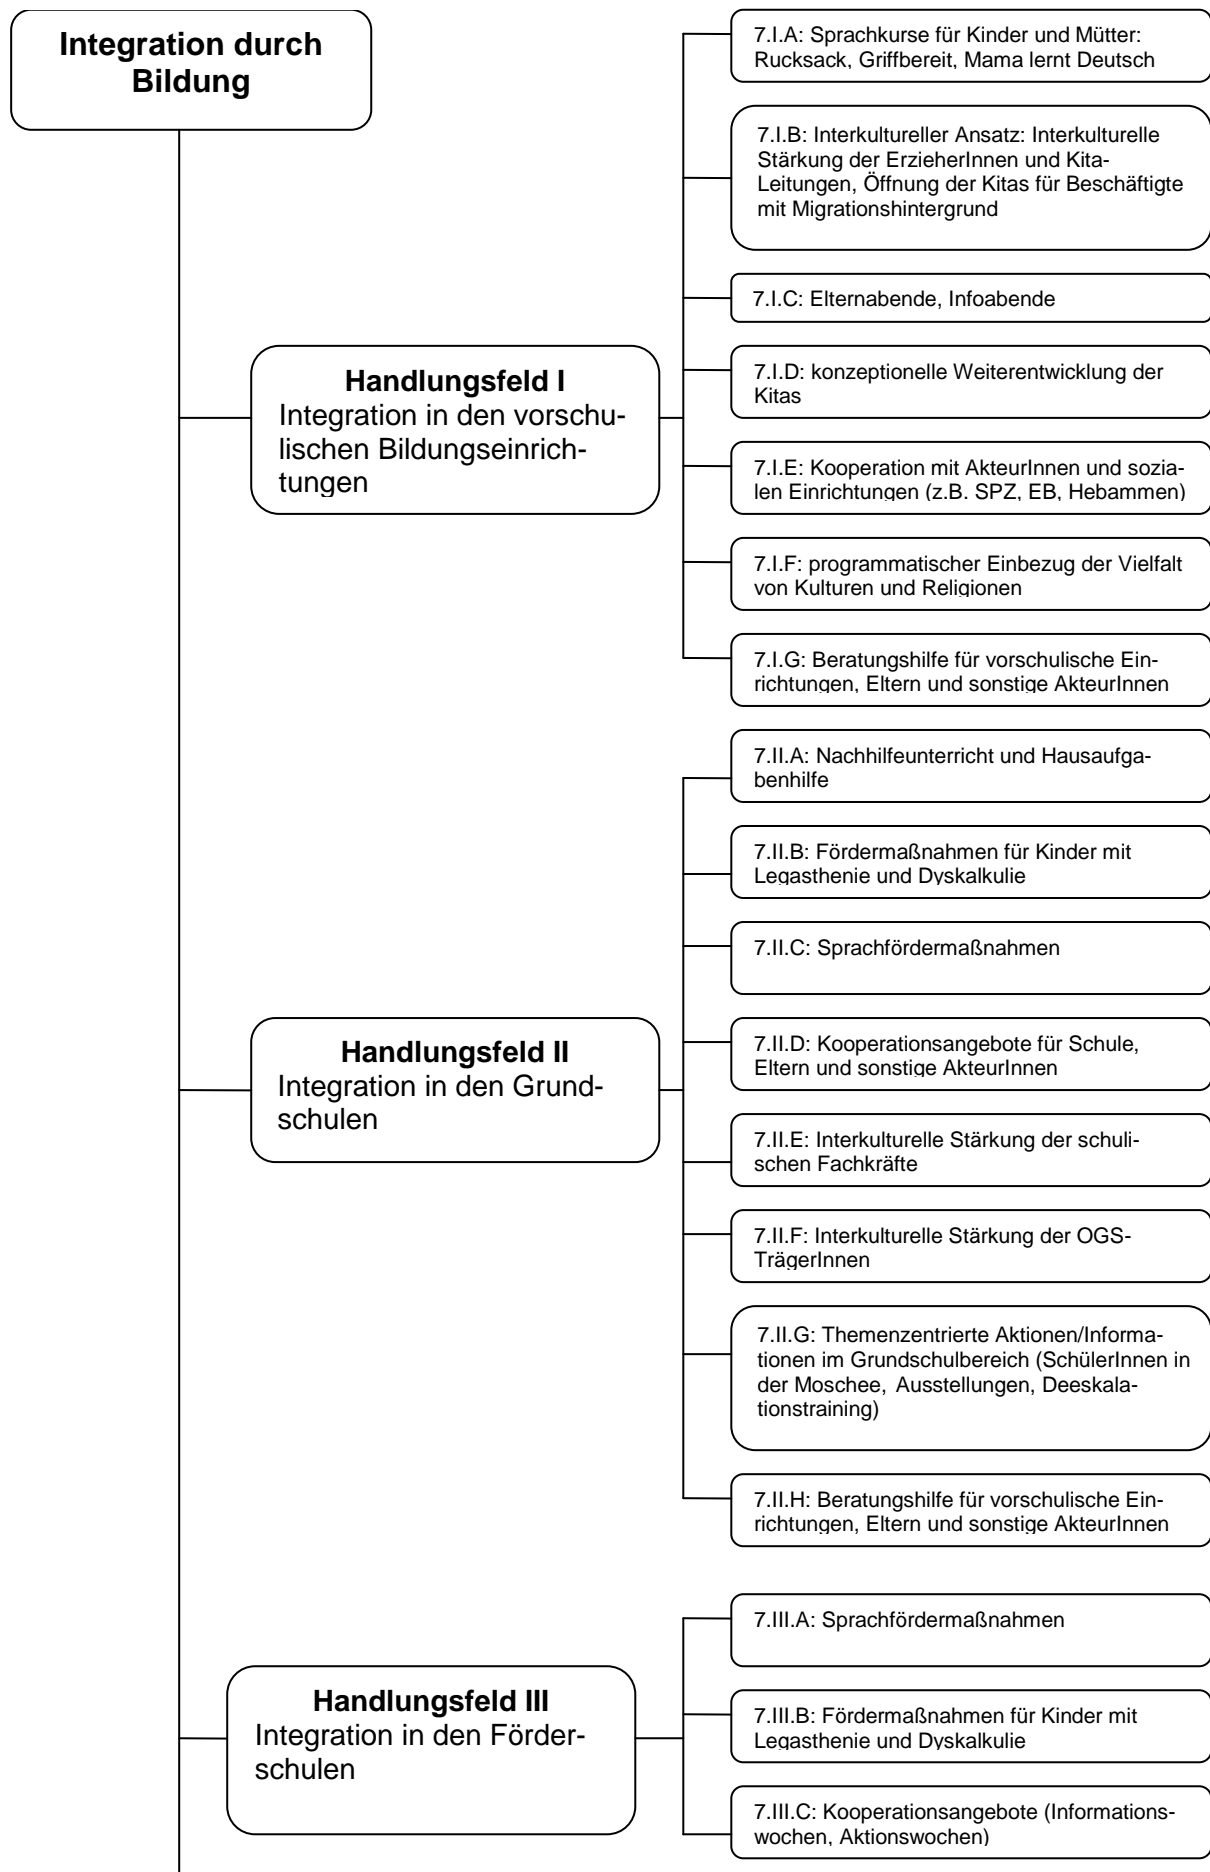 Integration durch
Bildung
7.I.A: Sprachkurse für Kinder und Mütter:
Rucksack, Griffbereit, Mama lernt Deutsch
7.I.B: Interkultureller Ansatz: Interkulturelle
Stärkung der ErzieherInnen und Kita-
Leitungen, Öffnung der Kitas für Beschäftigte
mit Migrationshintergrund
7.I.C: Elternabende, Infoabende
Handlungsfeld I
Integration in den vorschu-
lischen Bildungseinrich-
tungen
7.I.D: konzeptionelle Weiterentwicklung der
Kitas
7.I.E: Kooperation mit AkteurInnen und sozia-
len Einrichtungen (z.B. SPZ, EB, Hebammen)
7.I.F: programmatischer Einbezug der Vielfalt
von Kulturen und Religionen
7.I.G: Beratungshilfe für vorschulische Ein-
richtungen, Eltern und sonstige AkteurInnen
7.II.A: Nachhilfeunterricht und Hausaufga-
benhilfe
7.II.B: Fördermaßnahmen für Kinder mit
Legasthenie und Dyskalkulie
7.II.C: Sprachfördermaßnahmen
Handlungsfeld II
Integration in den Grund-
schulen
7.II.D: Kooperationsangebote für Schule,
Eltern und sonstige AkteurInnen
7.II.E: Interkulturelle Stärkung der schuli-
schen Fachkräfte
7.II.F: Interkulturelle Stärkung der OGS-
TrägerInnen
7.II.G: Themenzentrierte Aktionen/Informa-
tionen im Grundschulbereich (SchülerInnen in
der Moschee, Ausstellungen, Deeskala-
tionstraining)
7.II.H: Beratungshilfe für vorschulische Ein-
richtungen, Eltern und sonstige AkteurInnen
7.III.A: Sprachfördermaßnahmen
Handlungsfeld III
Integration in den Förder-
schulen
7.III.B: Fördermaßnahmen für Kinder mit
Legasthenie und Dyskalkulie
7.III.C: Kooperationsangebote (Informations-
wochen, Aktionswochen)